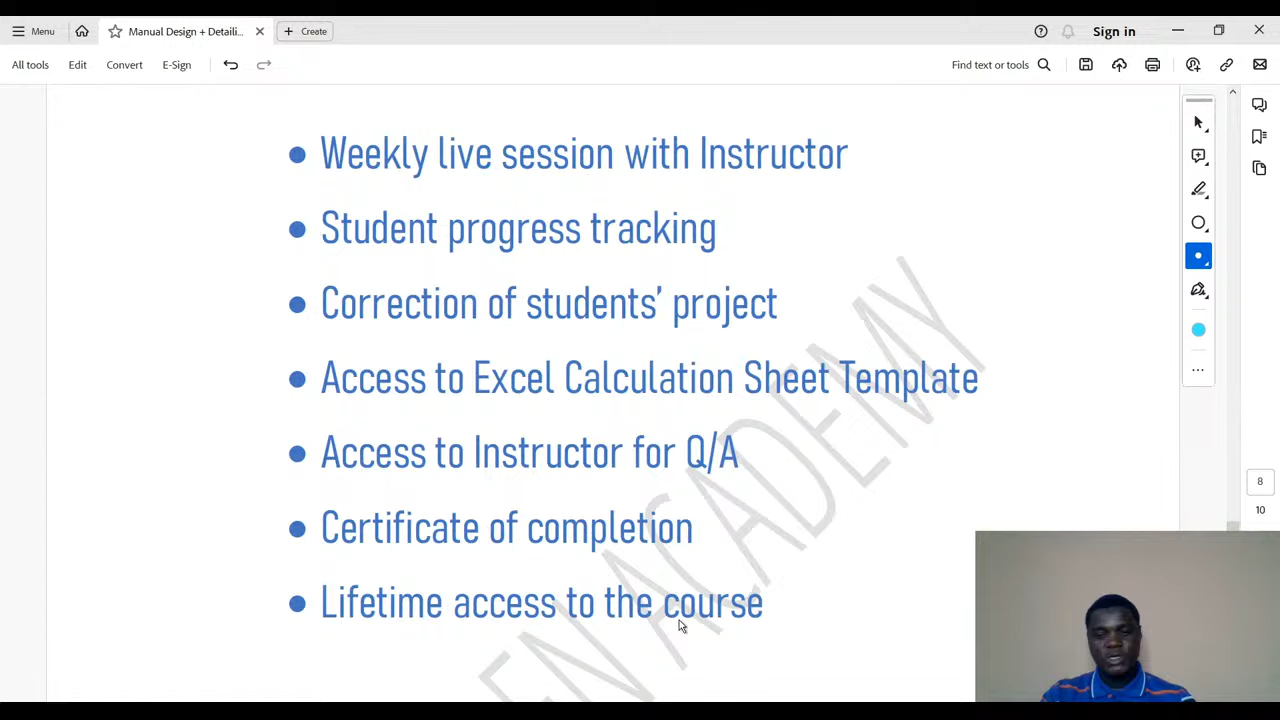 Menu
Manual Design + Detaili...
Create
Sign in
All tools
Edit
Convert
E-Sign
Find text or tools
• Weekly live session with Instructor
• Student progress tracking
• Correction of students’ project
• Access to Excel Calculation Sheet Template
• Access to Instructor for Q/A
• Certificate of completion
• Lifetime access to the course
ACADEMY
8
10